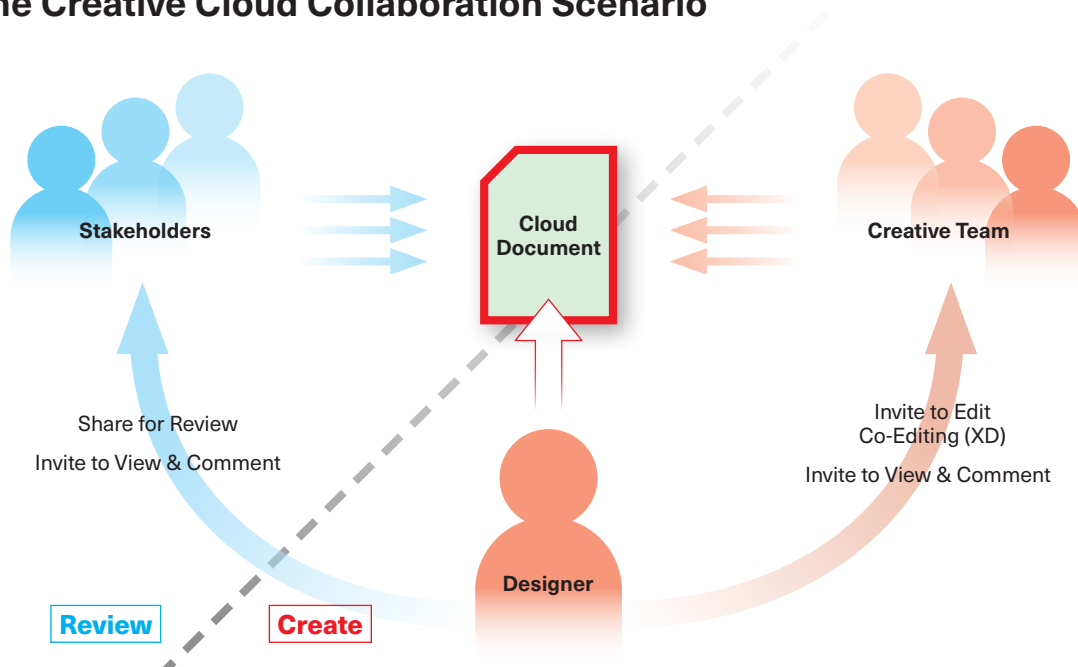 he Creative Cloud Collaboration Scenario
Stakeholders
Cloud
Document
Creative Team
Share for Review
Invite to View & Comment
Invite to Edit
Co-Editing (XD)
Invite to View & Comment
Designer
Review
Create